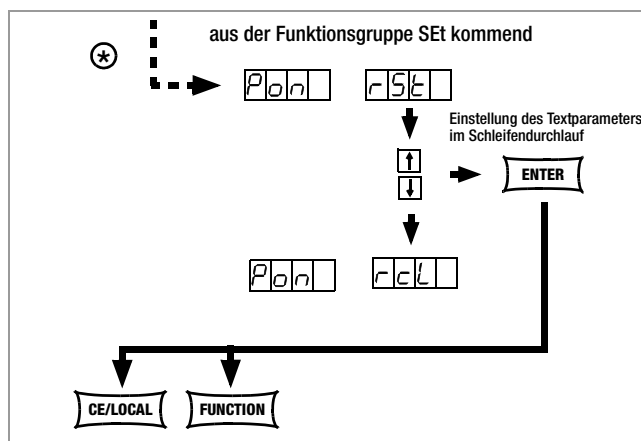 aus der Funktionsgruppe SEt kommend
Pon rSt
Einstellung des Textparameters
im Schleifendurchlauf
ENTER
Pon rcL
CE/LOCAL FUNCTION